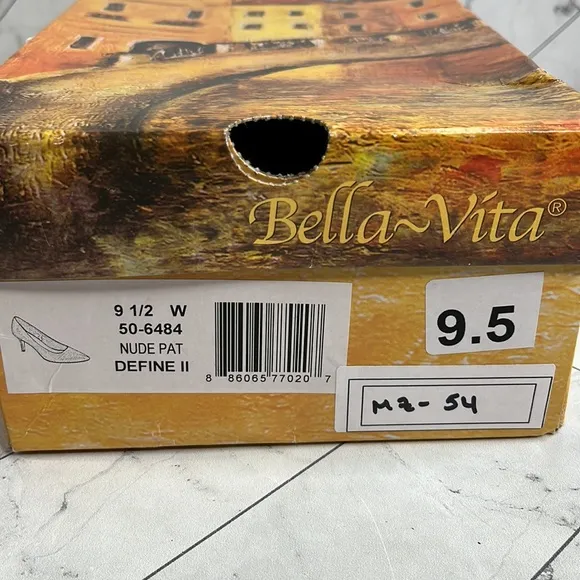 Bella~Vita®
9 1/2 W
50-6484
NUDE PAT
DEFINE II
8 86065 77020 7
9.5
MZ- 54